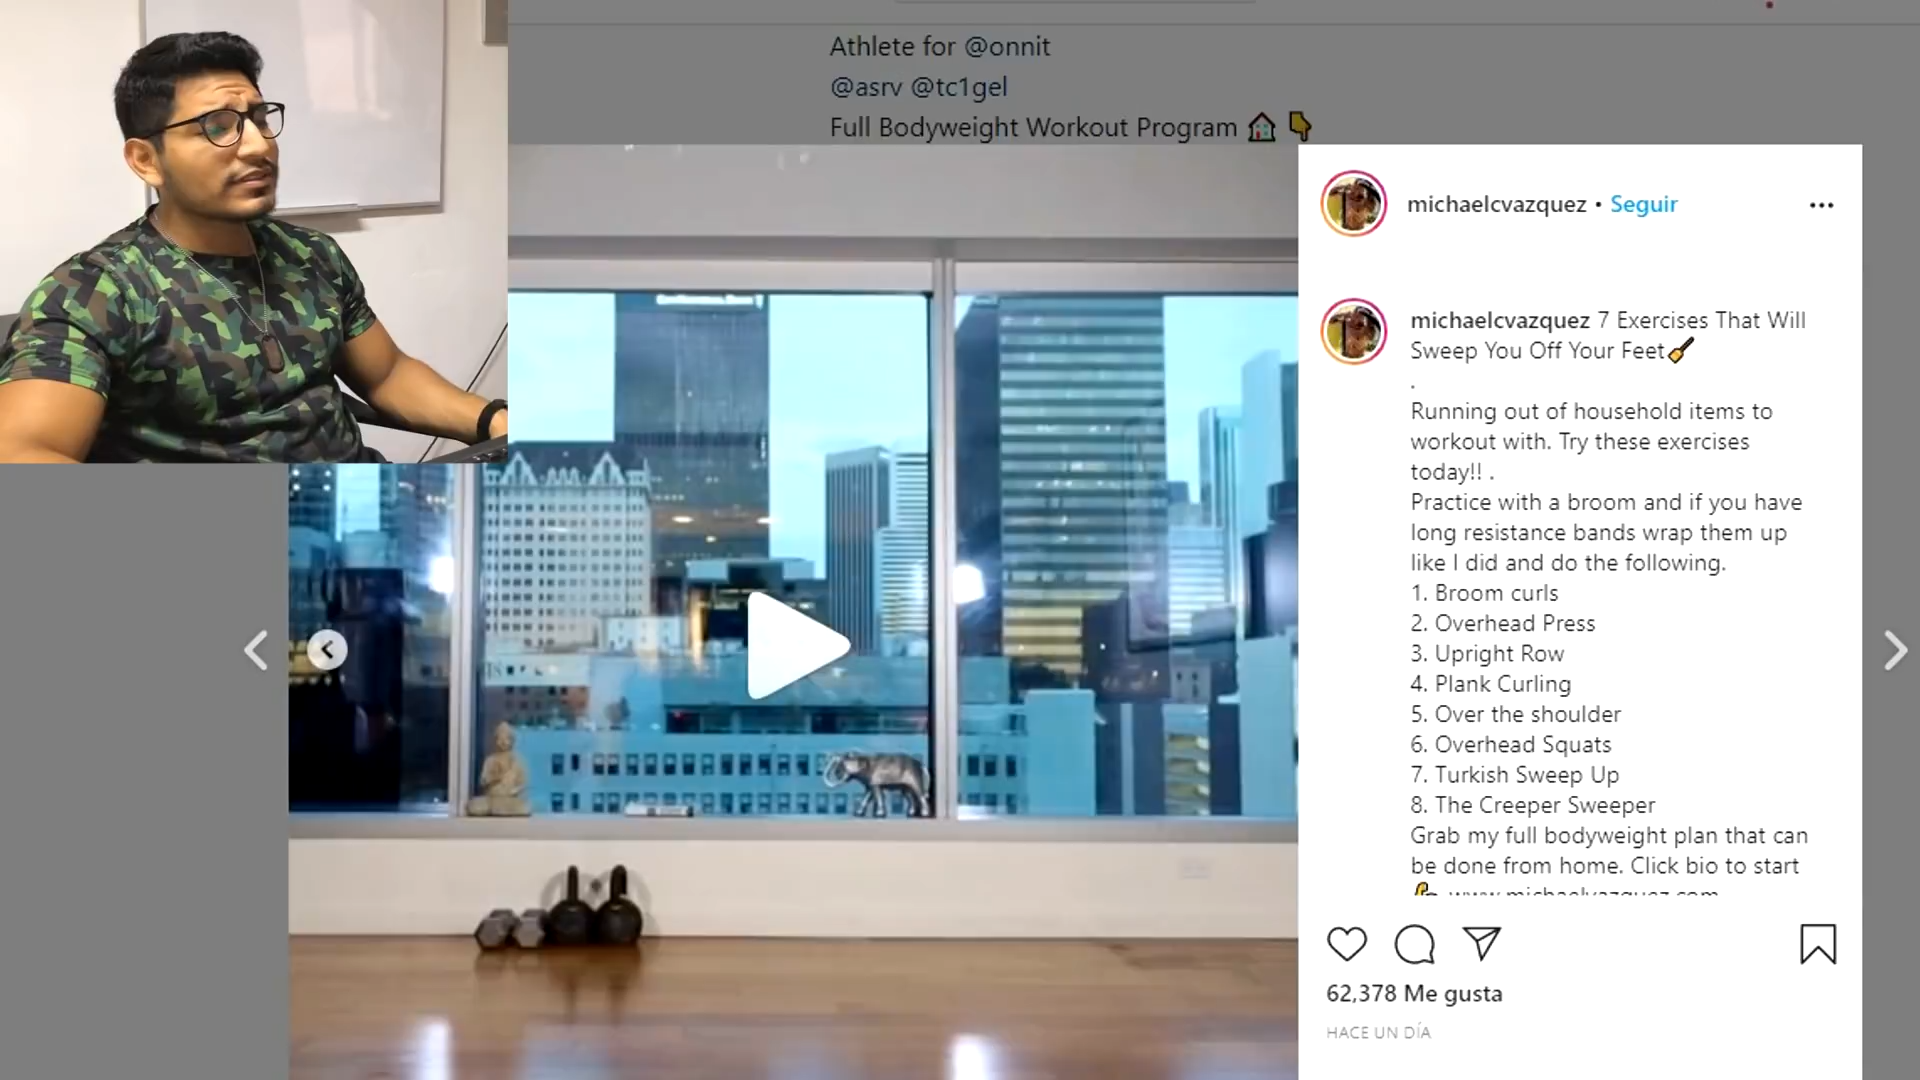 Athlete for @onnit
@asrv @tc1gel
Full Bodyweight Workout Program 🏠 👇
michaelcvazquez • Seguir
michaelcvazquez 7 Exercises That Will
Sweep You Off Your Feet🧹
.
Running out of household items to
workout with. Try these exercises
today!! .
Practice with a broom and if you have
long resistance bands wrap them up
like I did and do the following.
1. Broom curls
2. Overhead Press
3. Upright Row
4. Plank Curling
5. Over the shoulder
6. Overhead Squats
7. Turkish Sweep Up
8. The Creeper Sweeper
Grab my full bodyweight plan that can
be done from home. Click bio to start
💪 www.michaelvazquez.com
62,378 Me gusta
HACE UN DÍA